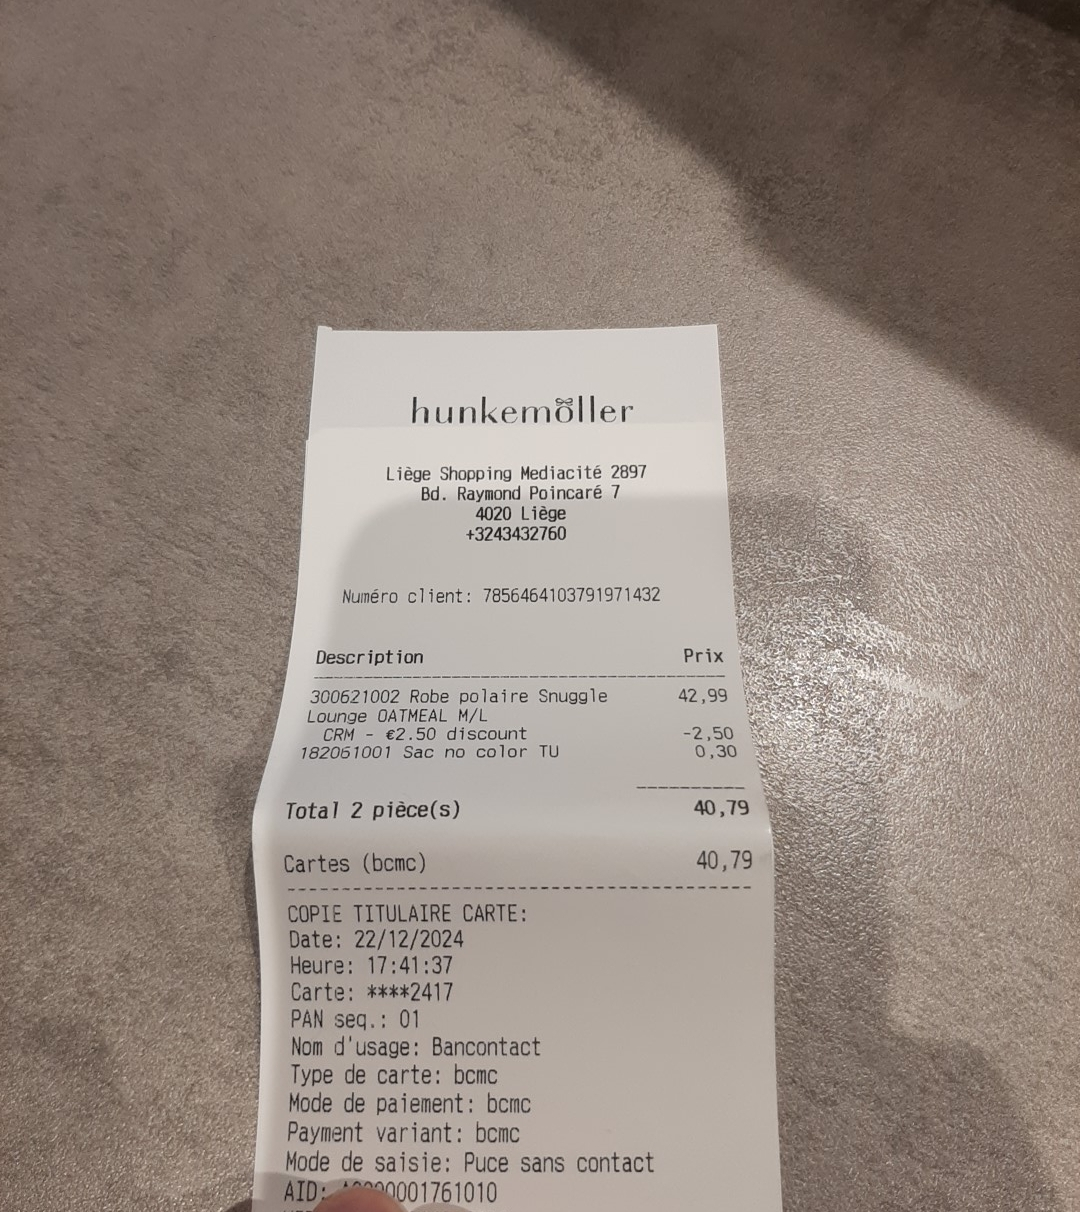 hunkemöller
Liège Shopping Mediacité 2897
Bd. Raymond Poincaré 7
4020 Liège
+3243432760
Numéro client: 7856464103791971432
Description Prix
300621002 Robe polaire Snuggle 42,99
Lounge OATMEAL M/L
CRM - €2.50 discount -2,50
182061001 Sac no color TU 0,30
Total 2 pièce(s) 40,79
Cartes (bcmc) 40,79
COPIE TITULAIRE CARTE:
Date: 22/12/2024
Heure: 17:41:37
Carte: ****2417
PAN seq.: 01
Nom d'usage: Bancontact
Type de carte: bcmc
Mode de paiement: bcmc
Payment variant: bcmc
Mode de saisie: Puce sans contact
AID: